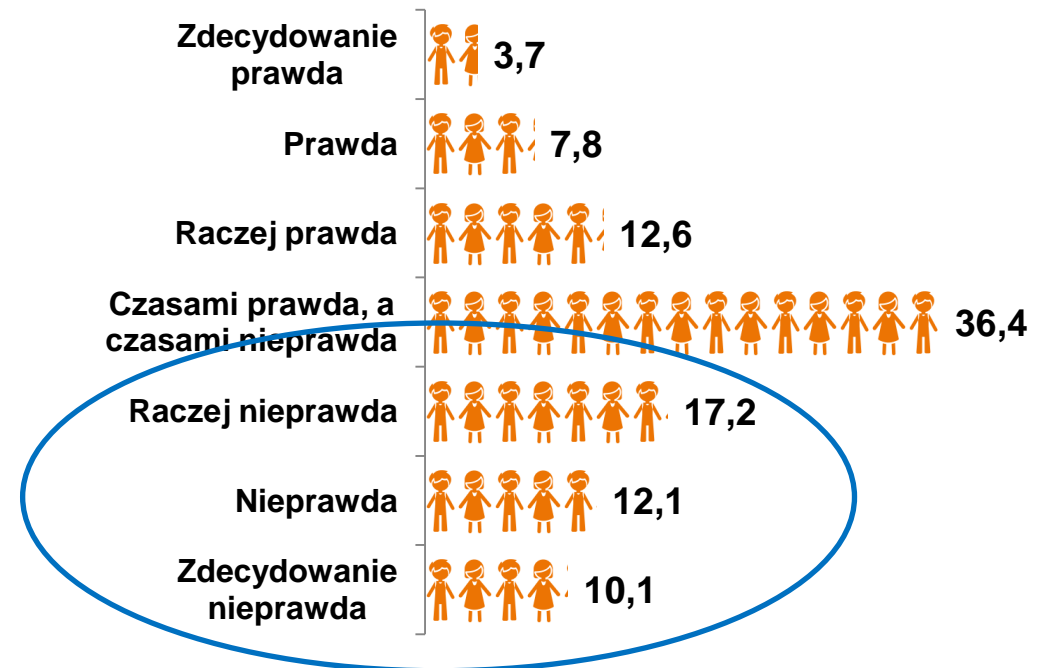 Zdecydowanie
prawda
3,7
Prawda
7,8
Raczej prawda
12,6
Czasami prawda, a
czasami nieprawda
36,4
Raczej nieprawda
17,2
Nieprawda
12,1
Zdecydowanie
nieprawda
10,1